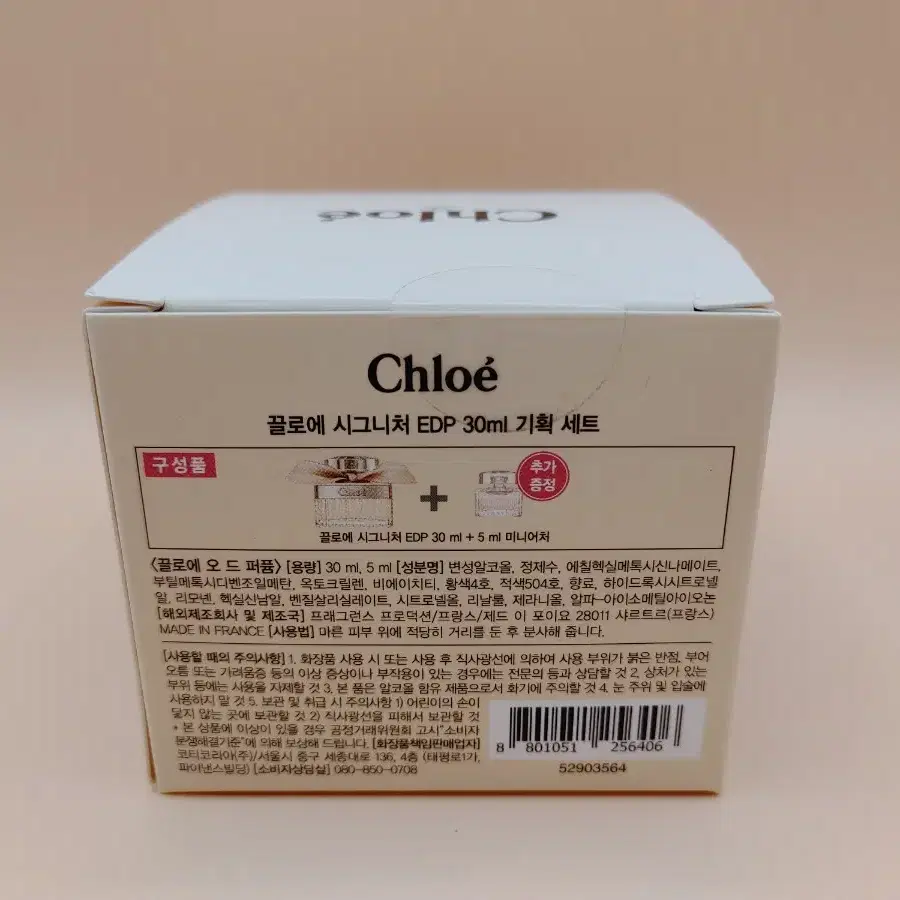 Chloé
Chloé
끌로에 시그니처 EDP 30ml 기획 세트
구성품
Chloé
+
추가
증정
끌로에 시그니처 EDP 30 ml + 5 ml 미니어처
〈끌로에 오 드 퍼퓸〉 [용량] 30 ml, 5 ml [성분명] 변성알코올, 정제수, 에칠헥실메톡시신나메이트,
부틸메톡시디벤조일메탄, 옥토크릴렌, 비에이치티, 황색4호, 적색504호, 향료, 하이드록시시트로넬
알, 리모넨, 헥실신남알, 벤질살리실레이트, 시트로넬올, 리날룰, 제라니올, 알파-아이소메틸아이오논
[해외제조회사 및 제조국] 프래그런스 프로덕션/프랑스/제드 이 포이요 28011 샤르트르(프랑스)
MADE IN FRANCE [사용법] 마른 피부 위에 적당히 거리를 둔 후 분사해 줍니다.
[사용할 때의 주의사항] 1. 화장품 사용 시 또는 사용 후 직사광선에 의하여 사용 부위가 붉은 반점, 부어
오름 또는 가려움증 등의 이상 증상이나 부작용이 있는 경우에는 전문의 등과 상담할 것 2. 상처가 있는
부위 등에는 사용을 자제할 것 3. 본 품은 알코올 함유 제품으로서 화기에 주의할 것 4. 눈 주위 및 입술에
사용하지 말 것 5. 보관 및 취급 시 주의사항 1) 어린이의 손이
닿지 않는 곳에 보관할 것 2) 직사광선을 피해서 보관할 것
* 본 상품에 이상이 있을 경우 공정거래위원회 고시"소비자
분쟁해결기준"에 의해 보상해 드립니다. [화장품책임판매업자]
코티코리아(주)/서울시 중구 세종대로 136, 4층 (태평로1가,
파이낸스빌딩) [소비자상담실] 080-850-0708
8 801051 256406
52903564